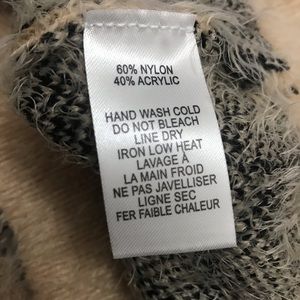 60% NYLON
40% ACRYLIC
HAND WASH COLD
DO NOT BLEACH
LINE DRY
IRON LOW HEAT
LAVAGE À
LA MAIN FROID
NE PAS JAVELLISER
LIGNE SEC
FER FAIBLE CHALEUR